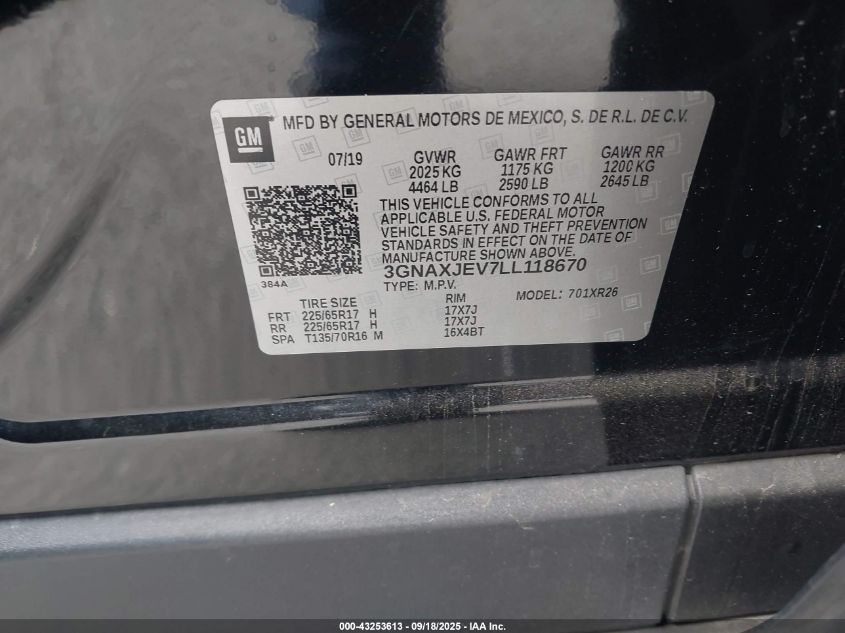 GM
MFD BY GENERAL MOTORS DE MEXICO, S. DE R.L. DE C.V.
07/19 GVWR GAWR FRT GAWR RR
2025 KG 1175 KG 1200 KG
4464 LB 2590 LB 2645 LB
THIS VEHICLE CONFORMS TO ALL
APPLICABLE U.S. FEDERAL MOTOR
VEHICLE SAFETY AND THEFT PREVENTION
STANDARDS IN EFFECT ON THE DATE OF
MANUFACTURE SHOWN ABOVE.
3GNAXJEV7LL118670
384A
TYPE: M.P.V. MODEL: 701XR26
TIRE SIZE RIM
FRT 225/65R17 H 17X7J
RR 225/65R17 H 17X7J
SPA T135/70R16 M 16X4BT
000-43253613 - 09/18/2025 - IAA Inc.